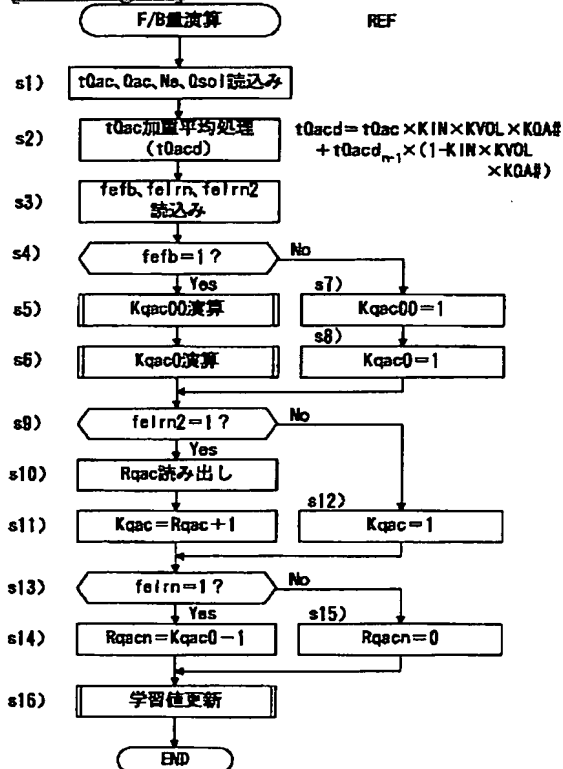 F/B量演算
REF
s1)
tQac、Qac、Ne、Qsol読込み
s2)
tQac加重平均処理
(tQacd)
tQacd=tQac×KIN×KVOL×KQA#
+tQacdn-1×(1-KIN×KVOL
×KQA#)
s3)
fefb、felrn、felrn2
読込み
s4)
fefb=1?
No
Yes
s5)
Kqac00演算
s7)
Kqac00=1
s6)
Kqac0演算
s8)
Kqac0=1
s9)
felrn2=1?
No
Yes
s10)
Rqac読み出し
s11)
Kqac=Rqac+1
s12)
Kqac=1
s13)
felrn=1?
No
Yes
s14)
Rqacn=Kqac0-1
s15)
Rqacn=0
s16)
学習値更新
END